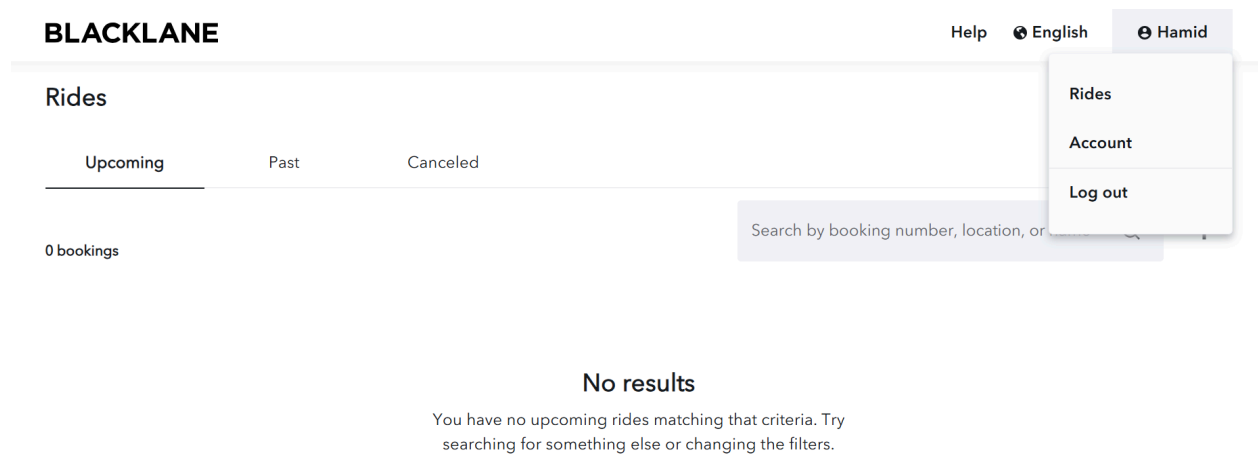 BLACKLANE
Help
English
Hamid
Rides
Account
Log out
Rides
Upcoming
Past
Canceled
0 bookings
Search by booking number, location, or
No results
You have no upcoming rides matching that criteria. Try
searching for something else or changing the filters.